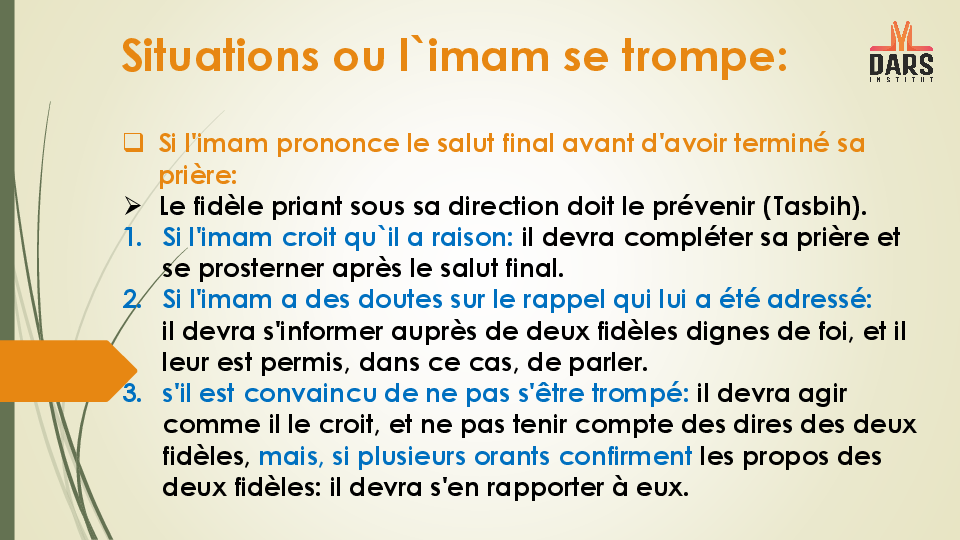 Situations ou l`imam se trompe:
DARS
INSTITUT
❑ Si l'imam prononce le salut final avant d'avoir terminé sa
prière:
➢ Le fidèle priant sous sa direction doit le prévenir (Tasbih).
1. Si l'imam croit qu`il a raison: il devra compléter sa prière et
se prosterner après le salut final.
2. Si l'imam a des doutes sur le rappel qui lui a été adressé:
il devra s'informer auprès de deux fidèles dignes de foi, et il
leur est permis, dans ce cas, de parler.
3. s'il est convaincu de ne pas s'être trompé: il devra agir
comme il le croit, et ne pas tenir compte des dires des deux
fidèles, mais, si plusieurs orants confirment les propos des
deux fidèles: il devra s'en rapporter à eux.